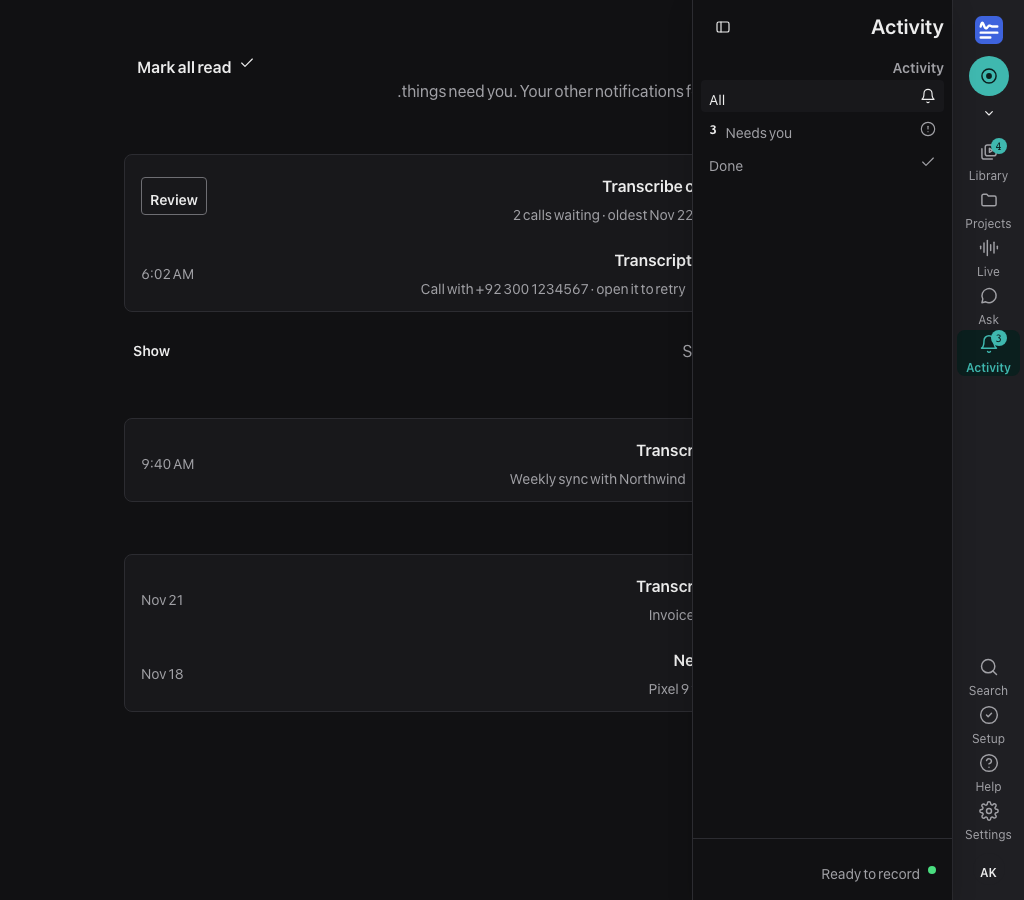 Activity
Activity
All
Needs you 3
Done
Ready to record
4
Library
Projects
Live
Ask
3
Activity
Search
Setup
Help
Settings
AK
Mark all read
things need you. Your other notifications f.
Transcribe c
2 calls waiting · oldest Nov 22
Review
Transcript
Call with +92 300 1234567 · open it to retry
6:02 AM
S
Show
Transcr
Weekly sync with Northwind
9:40 AM
Transcr
Invoice
Nov 21
Ne
Pixel 9
Nov 18